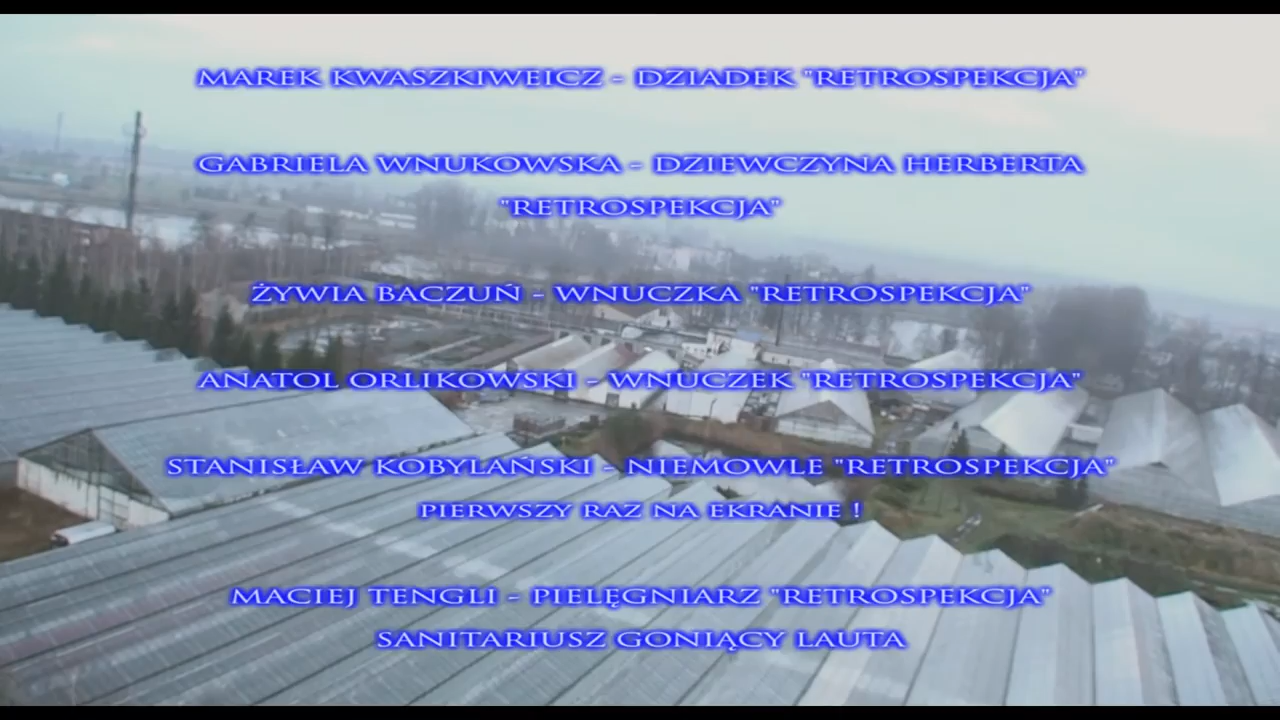 MAREK KWASZKIWEICZ - DZIADEK "RETROSPEKCJA"
GABRIELA WNUKOWSKA - DZIEWCZYNA HERBERTA
"RETROSPEKCJA"
ŻYWIA BACZUŃ - WNUCZKA "RETROSPEKCJA"
ANATOL ORLIKOWSKI - WNUCZEK "RETROSPEKCJA"
STANISŁAW KOBYLAŃSKI - NIEMOWLE "RETROSPEKCJA"
PIERWSZY RAZ NA EKRANIE !
MACIEJ TENGLI - PIELĘGNIARZ "RETROSPEKCJA"
SANITARIUSZ GONIĄCY LAUTA